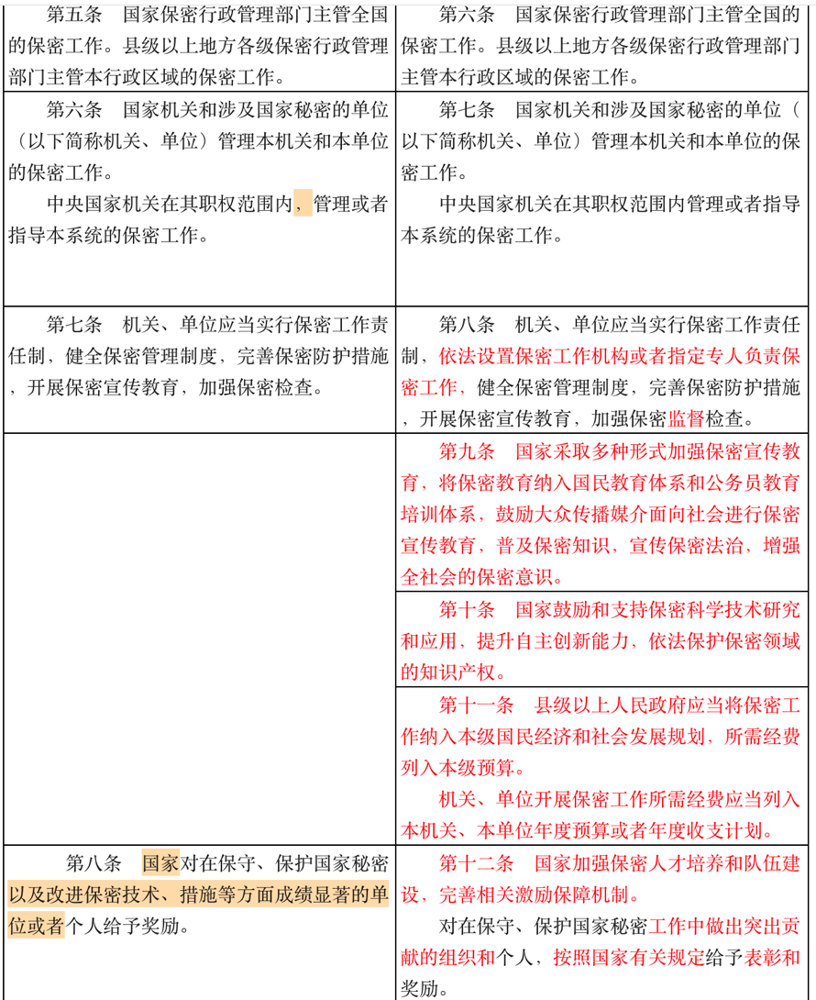 第五条　国家保密行政管理部门主管全国
的保密工作。县级以上地方各级保密行政管理
部门主管本行政区域的保密工作。
第六条　国家保密行政管理部门主管全国的
保密工作。县级以上地方各级保密行政管理部门
主管本行政区域的保密工作。
第六条　国家机关和涉及国家秘密的单位
（以下简称机关、单位）管理本机关和本单位
的保密工作。
中央国家机关在其职权范围内，管理或者
指导本系统的保密工作。
第七条　国家机关和涉及国家秘密的单位（
以下简称机关、单位）管理本机关和本单位的保
密工作。
中央国家机关在其职权范围内管理或者指导
本系统的保密工作。
第七条　机关、单位应当实行保密工作责
任制，健全保密管理制度，完善保密防护措施
，开展保密宣传教育，加强保密检查。
第八条　机关、单位应当实行保密工作责任
制，依法设置保密工作机构或者指定专人负责保
密工作，健全保密管理制度，完善保密防护措施
，开展保密宣传教育，加强保密监督检查。
第九条　国家采取多种形式加强保密宣传教
育，将保密教育纳入国民教育体系和公务员教育
培训体系，鼓励大众传播媒介面向社会进行保密
宣传教育，普及保密知识，宣传保密法治，增强
全社会的保密意识。
第十条　国家鼓励和支持保密科学技术研究
和应用，提升自主创新能力，依法保护保密领域
的知识产权。
第十一条　县级以上人民政府应当将保密工
作纳入本级国民经济和社会发展规划，所需经费
列入本级预算。
机关、单位开展保密工作所需经费应当列入
本机关、本单位年度预算或者年度收支计划。
第八条　国家对在保守、保护国家秘密
以及改进保密技术、措施等方面成绩显著的单
位或者个人给予奖励。
第十二条　国家加强保密人才培养和队伍建
设，完善相关激励保障机制。
对在保守、保护国家秘密工作中做出突出贡
献的组织和个人，按照国家有关规定给予表彰和
奖励。